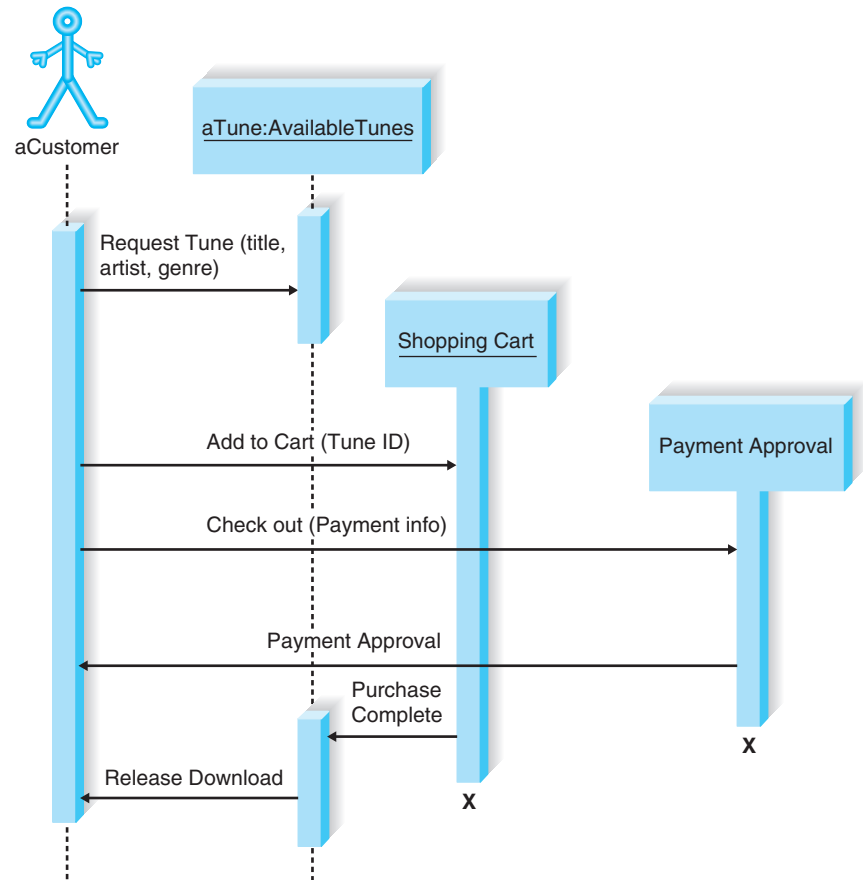 aCustomer
aTune:AvailableTunes
Request Tune (title,
artist, genre)
Shopping Cart
Payment Approval
Add to Cart (Tune ID)
Check out (Payment info)
Payment Approval
Purchase
Complete
X
Release Download
X